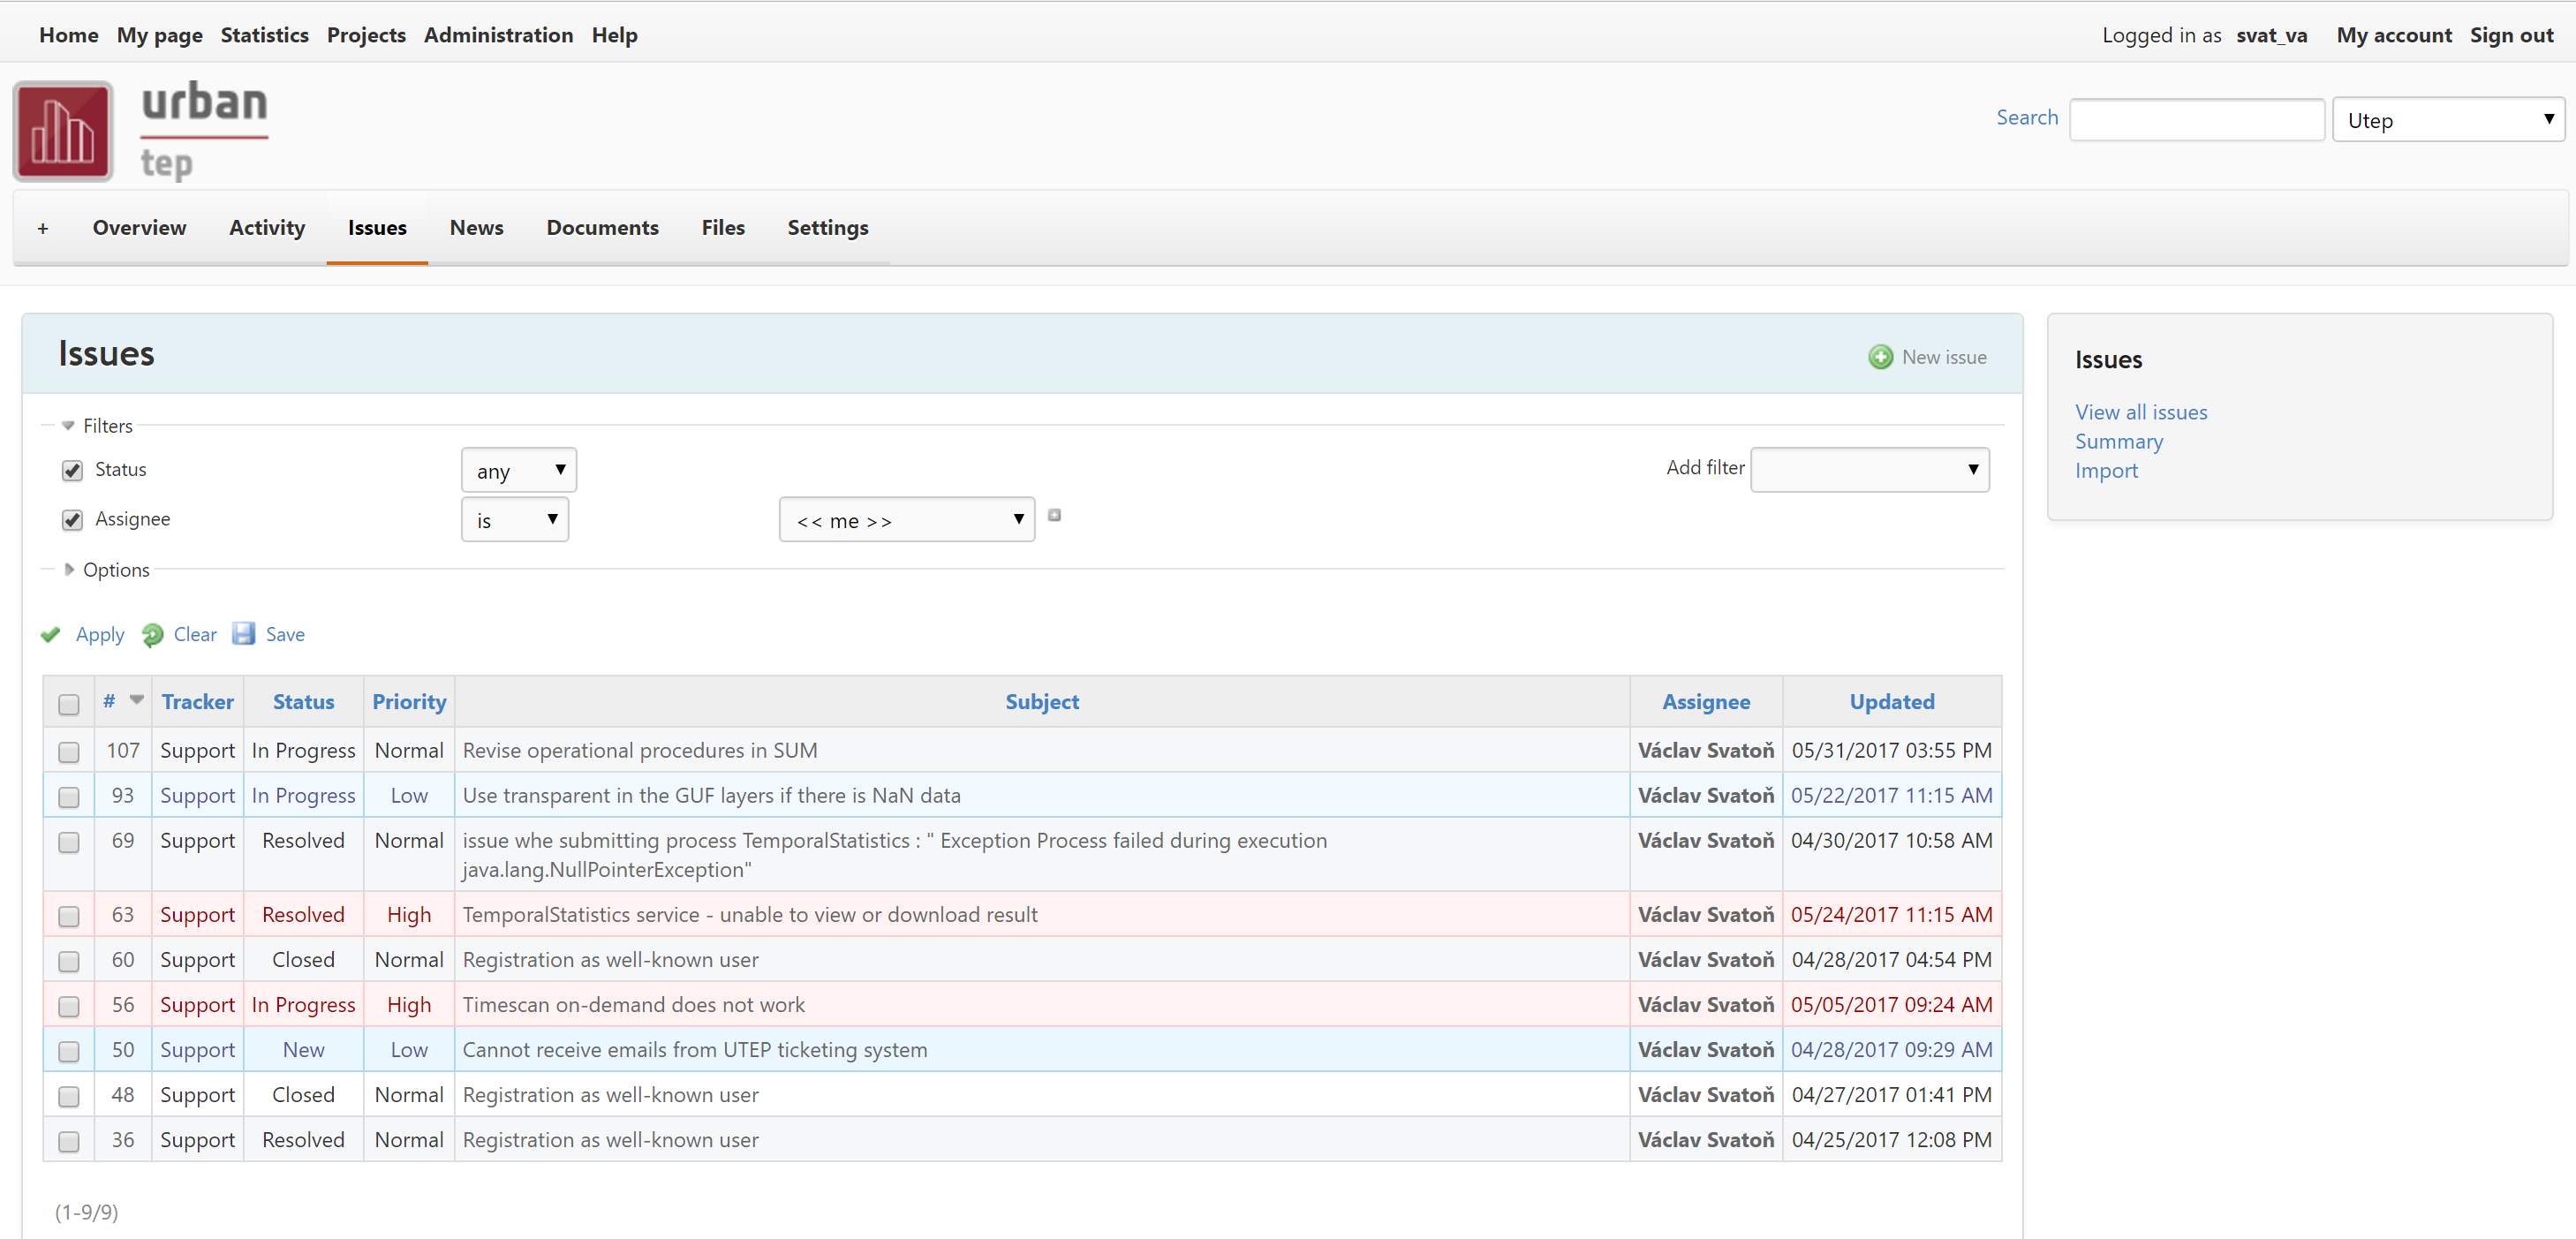 Home My page Statistics Projects Administration Help Logged in as svat_va My account Sign out
urban
tep
Search Utep
+ Overview Activity Issues News Documents Files Settings
Issues New issue
Filters
Status any Add filter
Assignee is << me >>
Options
Apply Clear Save
# Tracker Status Priority Subject Assignee Updated
107 Support In Progress Normal Revise operational procedures in SUM Václav Svatoň 05/31/2017 03:55 PM
93 Support In Progress Low Use transparent in the GUF layers if there is NaN data Václav Svatoň 05/22/2017 11:15 AM
69 Support Resolved Normal issue whe submitting process TemporalStatistics : " Exception Process failed during execution Václav Svatoň 04/30/2017 10:58 AM
java.lang.NullPointerException"
63 Support Resolved High TemporalStatistics service - unable to view or download result Václav Svatoň 05/24/2017 11:15 AM
60 Support Closed Normal Registration as well-known user Václav Svatoň 04/28/2017 04:54 PM
56 Support In Progress High Timescan on-demand does not work Václav Svatoň 05/05/2017 09:24 AM
50 Support New Low Cannot receive emails from UTEP ticketing system Václav Svatoň 04/28/2017 09:29 AM
48 Support Closed Normal Registration as well-known user Václav Svatoň 04/27/2017 01:41 PM
36 Support Resolved Normal Registration as well-known user Václav Svatoň 04/25/2017 12:08 PM
(1-9/9)
Issues
View all issues
Summary
Import